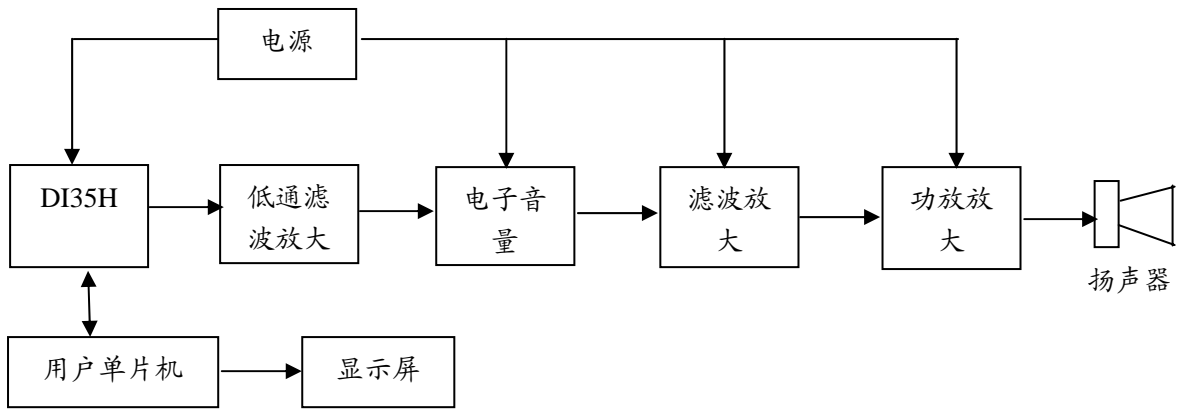 电源
DI35H
低通滤
波放大
电子音
量
滤波放
大
功放放
大
扬声器
用户单片机
显示屏